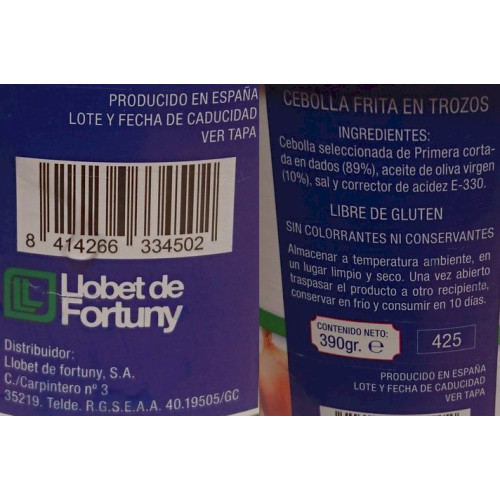 PRODUCIDO EN ESPAÑA
LOTE Y FECHA DE CADUCIDAD
VER TAPA
8 414266 334502
LL
Llobet de
Fortuny
Distribuidor:
Llobet de fortuny, S.A.
C./Carpintero nº 3
35219. Telde. R.G.S.E.A.A. 40.19505/GC
CEBOLLA FRITA EN TROZOS
INGREDIENTES:
Cebolla seleccionada de Primera corta-
da en dados (89%), aceite de oliva virgen
(10%), sal y corrector de acidez E-330.
LIBRE DE GLUTEN
SIN COLORRANTES NI CONSERVANTES
Almacenar a temperatura ambiente, en
un lugar limpio y seco. Una vez abierto
traspasar el producto a otro recipiente,
conservar en frio y consumir en 10 días.
CONTENIDO NETO:
390gr. ℮
425
PRODUCIDO EN ESPAÑA
LOTE Y FECHA DE CADUCIDAD
VER TAPA